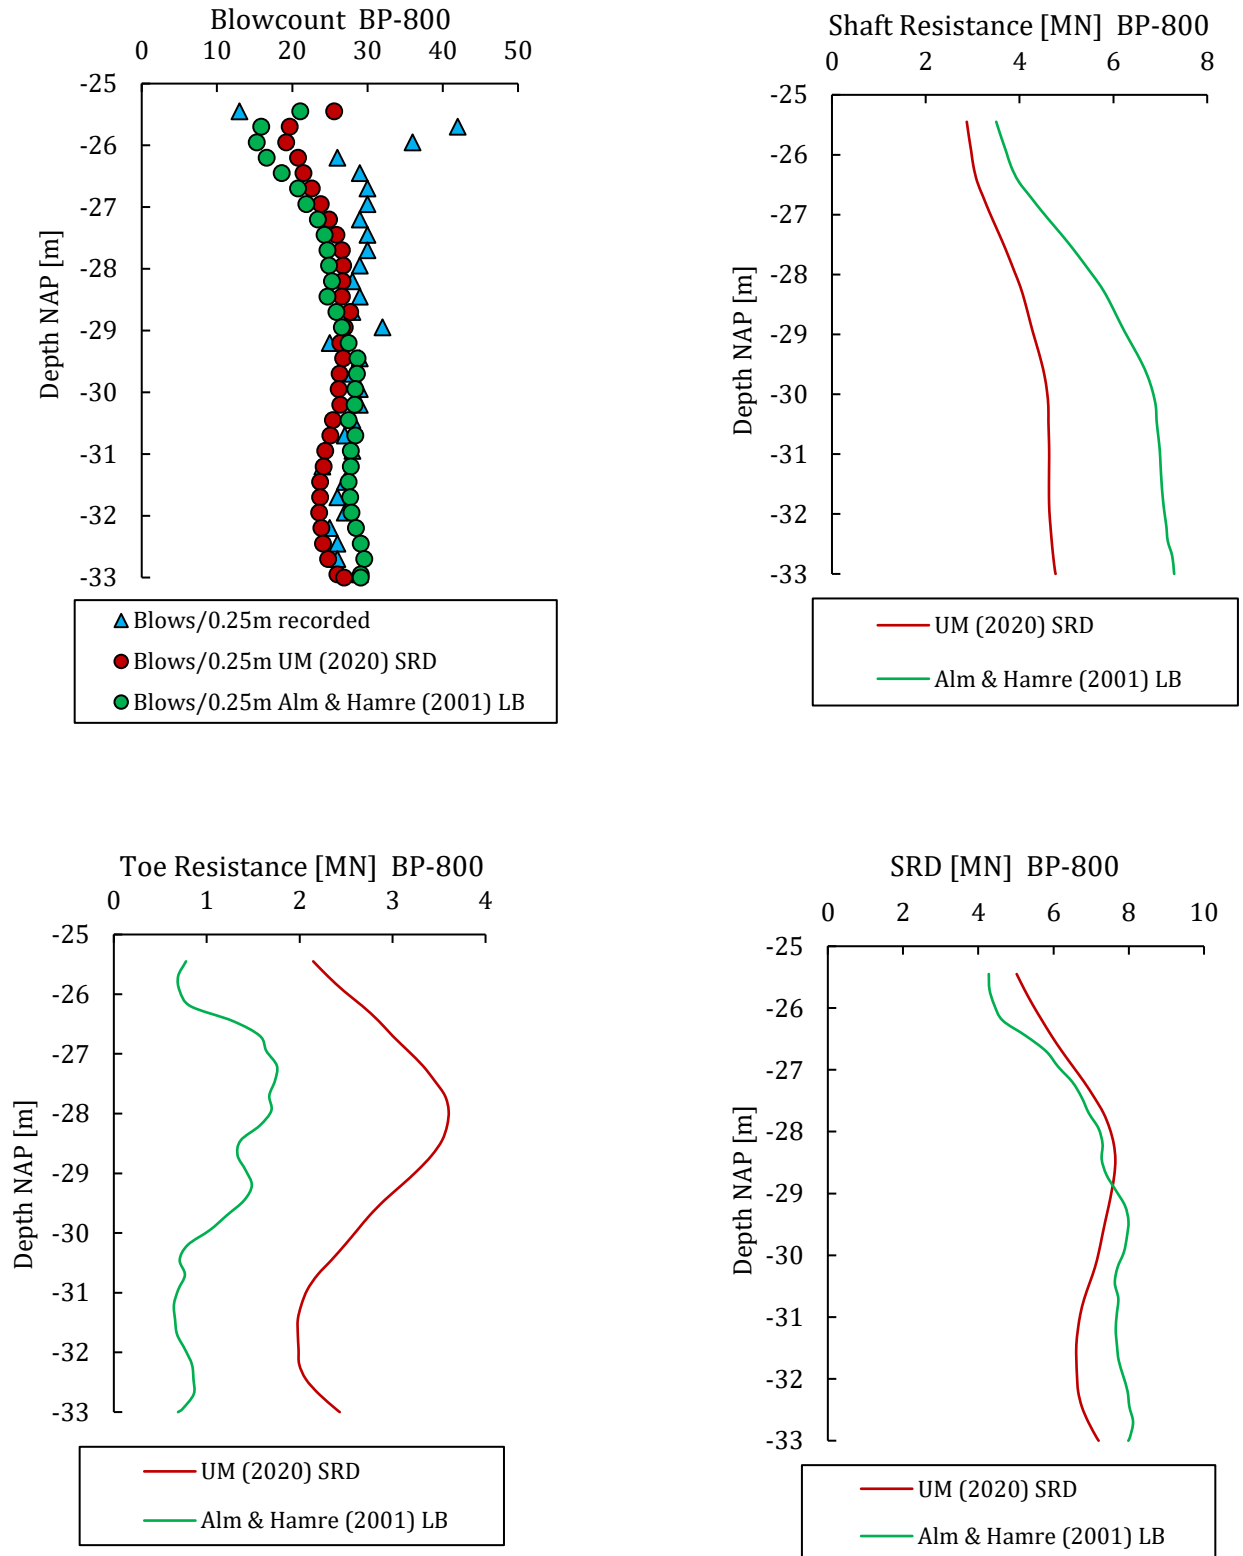 Blowcount BP-800
0 10 20 30 40 50
-25
-26
-27
-28
-29
-30
-31
-32
-33
Depth NAP [m]
Blows/0.25m recorded
Blows/0.25m UM (2020) SRD
Blows/0.25m Alm & Hamre (2001) LB
Shaft Resistance [MN] BP-800
0 2 4 6 8
-25
-26
-27
-28
-29
-30
-31
-32
-33
Depth NAP [m]
UM (2020) SRD
Alm & Hamre (2001) LB
Toe Resistance [MN] BP-800
0 1 2 3 4
-25
-26
-27
-28
-29
-30
-31
-32
-33
Depth NAP [m]
UM (2020) SRD
Alm & Hamre (2001) LB
SRD [MN] BP-800
0 2 4 6 8 10
-25
-26
-27
-28
-29
-30
-31
-32
-33
Depth NAP [m]
UM (2020) SRD
Alm & Hamre (2001) LB